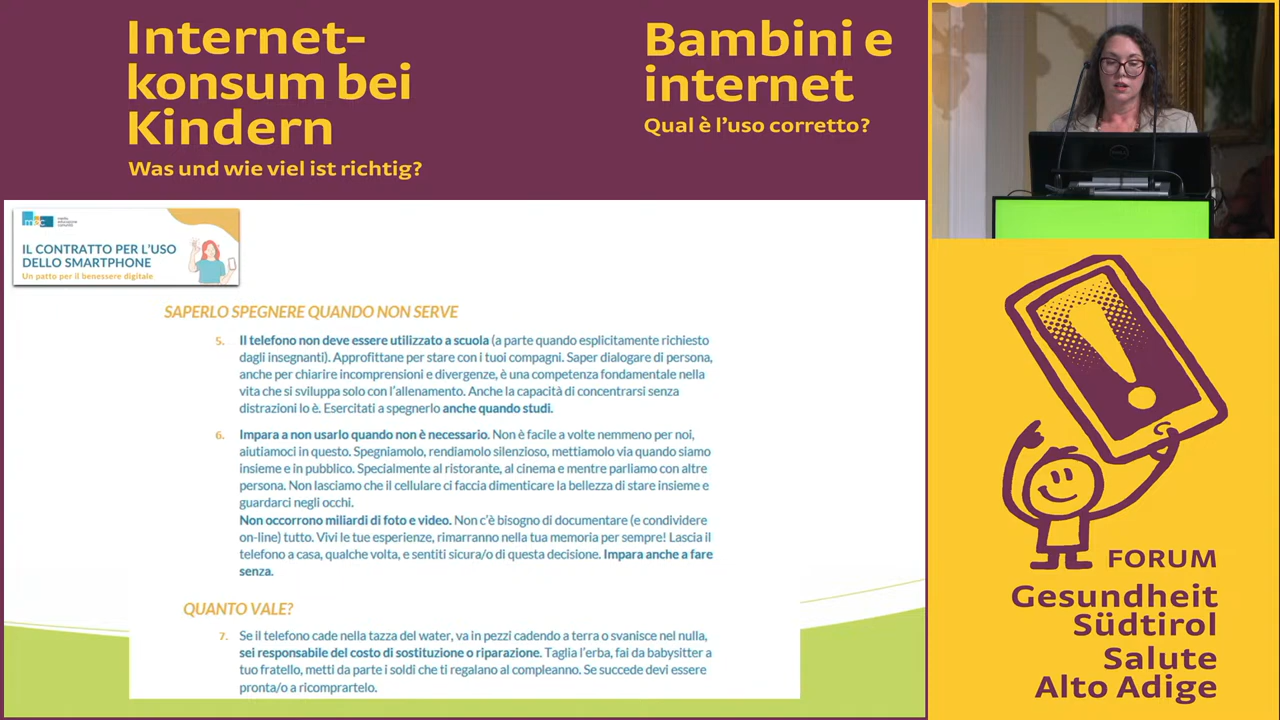 Internet-
konsum bei
Kindern
Was und wie viel ist richtig?
Bambini e
internet
Qual è l'uso corretto?
IL CONTRATTO PER L'USO
DELLO SMARTPHONE
Un patto per il benessere digitale
SAPERLO SPEGNERE QUANDO NON SERVE
5. Il telefono non deve essere utilizzato a scuola (a parte quando esplicitamente richiesto
dagli insegnanti). Approfittane per stare con i tuoi compagni. Saper dialogare di persona,
anche per chiarire incomprensioni e divergenze, è una competenza fondamentale nella
vita che si sviluppa solo con l'allenamento. Anche la capacità di concentrarsi senza
distrazioni lo è. Esercitati a spegnerlo anche quando studi.
6. Impara a non usarlo quando non è necessario. Non è facile a volte nemmeno per noi,
aiutiamoci in questo. Spegniamolo, rendiamolo silenzioso, mettiamolo via quando siamo
insieme e in pubblico. Specialmente al ristorante, al cinema e mentre parliamo con altre
persona. Non lasciamo che il cellulare ci faccia dimenticare la bellezza di stare insieme e
guardarci negli occhi.
Non occorrono miliardi di foto e video. Non c'è bisogno di documentare (e condividere
on-line) tutto. Vivi le tue esperienze, rimarranno nella tua memoria per sempre! Lascia il
telefono a casa, qualche volta, e sentiti sicura/o di questa decisione. Impara anche a fare
senza.
QUANTO VALE?
7. Se il telefono cade nella tazza del water, va in pezzi cadendo a terra o svanisce nel nulla,
sei responsabile del costo di sostituzione o riparazione. Taglia l'erba, fai da babysitter a
tuo fratello, metti da parte i soldi che ti regalano al compleanno. Se succede devi essere
pronta/o a ricomprartelo.
FORUM
Gesundheit
Südtirol
Salute
Alto Adige